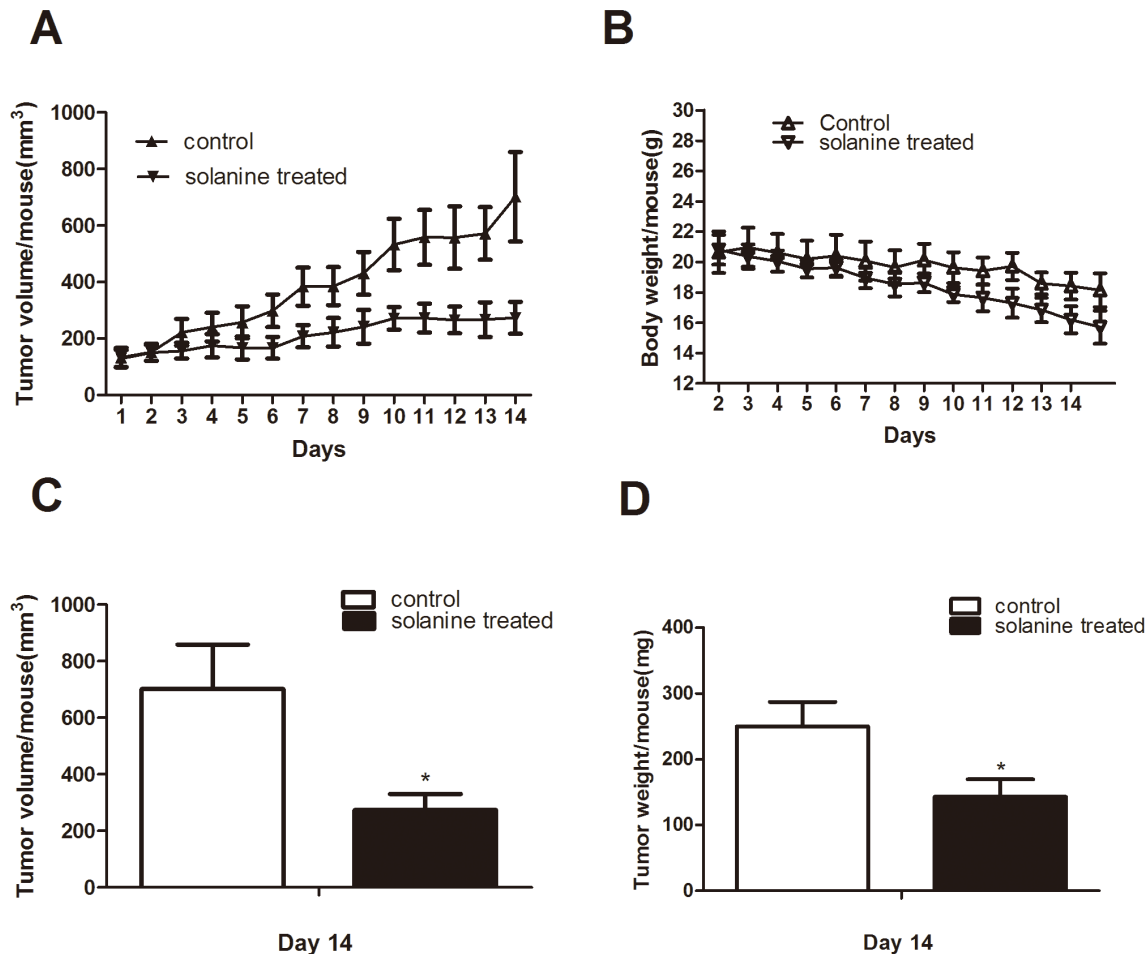 A
Tumor volume/mouse(mm³)
1000
800
600
400
200
0
control
solanine treated
1 2 3 4 5 6 7 8 9 10 11 12 13 14
Days
B
Body weight/mouse(g)
30
28
26
24
22
20
18
16
14
12
Control
solanine treated
2 3 4 5 6 7 8 9 10 11 12 13 14
Days
C
Tumor volume/mouse(mm³)
1000
800
600
400
200
0
control
solanine treated
*
Day 14
D
Tumor weight/mouse(mg)
400
300
200
100
0
control
solanine treated
*
Day 14